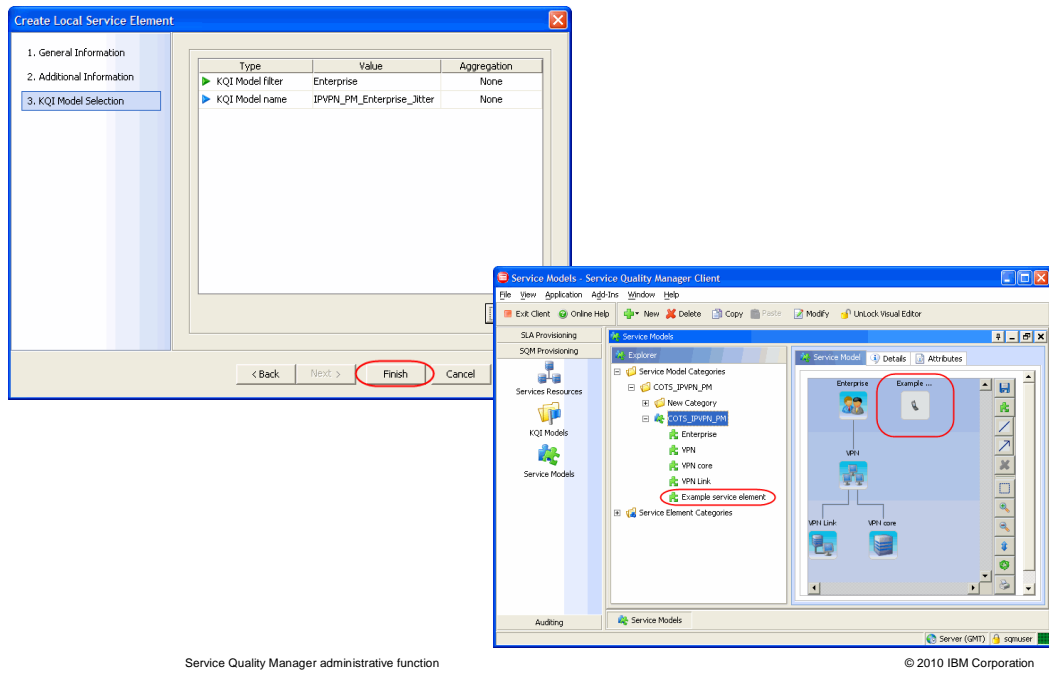 Create Local Service Element
1. General Information
2. Additional Information
3. KQI Model Selection
Type Value Aggregation
KQI Model filter Enterprise None
KQI Model name IPVPN_PM_Enterprise_Jitter None
< Back Next > Finish Cancel
Service Models - Service Quality Manager Client
File View Application Add-Ins Window Help
Exit Client Online Help New Delete Copy Paste Modify UnLock Visual Editor
SLA Provisioning
SQM Provisioning
Services Resources
KQI Models
Service Models
Auditing
Service Models
Explorer
Service Model Categories
COTS_IPVPN_PM
New Category
COTS_IPVPN_PM
Enterprise
VPN
VPN core
VPN Link
Example service element
Service Element Categories
Service Model Details Attributes
Enterprise Example ...
VPN
VPN Link VPN core
Service Models
Server (GMT) sqmuser
Service Quality Manager administrative function
© 2010 IBM Corporation